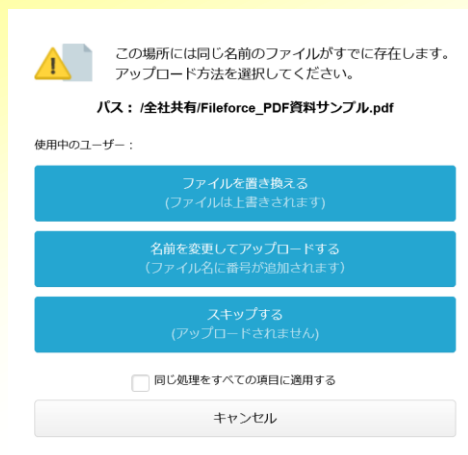 この場所には同じ名前のファイルがすでに存在します。
アップロード方法を選択してください。
パス： /全社共有/Fileforce_PDF資料サンプル.pdf
使用中のユーザー：
ファイルを置き換える
(ファイルは上書きされます)
名前を変更してアップロードする
（ファイル名に番号が追加されます）
スキップする
(アップロードされません)
同じ処理をすべての項目に適用する
キャンセル